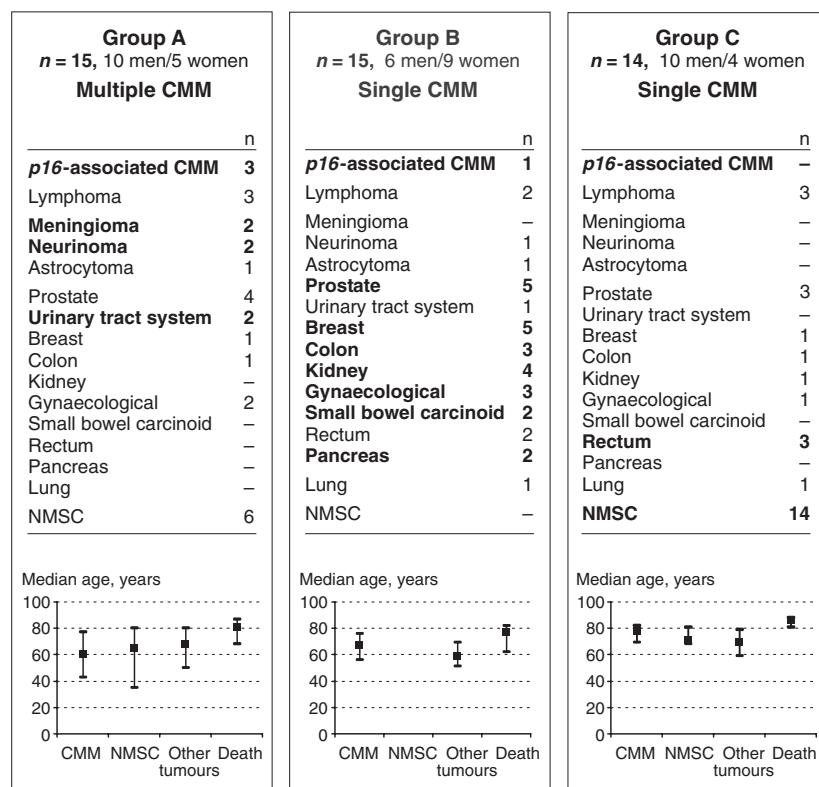 Group A
n = 15, 10 men/5 women
Multiple CMM
n
p16-associated CMM 3
Lymphoma 3
Meningioma 2
Neurinoma 2
Astrocytoma 1
Prostate 4
Urinary tract system 2
Breast 1
Colon 1
Kidney –
Gynaecological 2
Small bowel carcinoid –
Rectum –
Pancreas –
Lung –
NMSC 6
Median age, years
100
80
60
40
20
0
CMM NMSC Other Death
tumours
Group B
n = 15, 6 men/9 women
Single CMM
n
p16-associated CMM 1
Lymphoma 2
Meningioma –
Neurinoma 1
Astrocytoma 1
Prostate 5
Urinary tract system 1
Breast 5
Colon 3
Kidney 4
Gynaecological 3
Small bowel carcinoid 2
Rectum 2
Pancreas 2
Lung 1
NMSC –
Median age, years
100
80
60
40
20
0
CMM NMSC Other Death
tumours
Group C
n = 14, 10 men/4 women
Single CMM
n
p16-associated CMM –
Lymphoma 3
Meningioma –
Neurinoma –
Astrocytoma –
Prostate 3
Urinary tract system –
Breast 1
Colon 1
Kidney 1
Gynaecological 1
Small bowel carcinoid –
Rectum 3
Pancreas –
Lung 1
NMSC 14
Median age, years
100
80
60
40
20
0
CMM NMSC Other Death
tumours